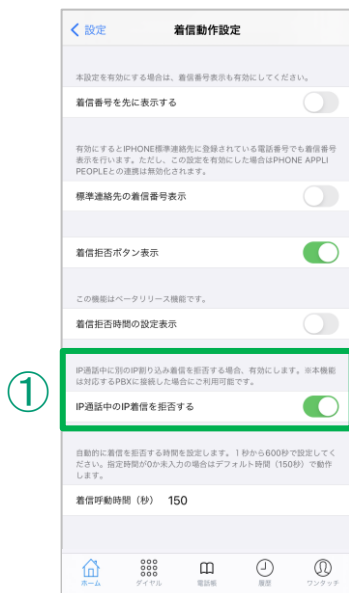 設定
着信動作設定
本設定を有効にする場合は、着信番号表示も有効にしてください。
着信番号を先に表示する
有効にするとIPHONE標準連絡先に登録されている電話番号でも着信番号
表示を行います。ただし、この設定を有効にした場合はPHONE APPLI
PEOPLEとの連携は無効化されます。
標準連絡先の着信番号表示
着信拒否ボタン表示
この機能はベータリリース機能です。
着信拒否時間の設定表示
①
IP通話中に別のIP割り込み着信を拒否する場合、有効にします。※本機能
は対応するPBXに接続した場合にご利用可能です。
IP通話中のIP着信を拒否する
自動的に着信を拒否する時間を設定します。1秒から600秒で設定してく
ださい。指定時間が0か未入力の場合はデフォルト時間（150秒）で動作
します。
着信呼動時間（秒） 150
ホーム
ダイヤル
電話帳
履歴
ワンタッチ